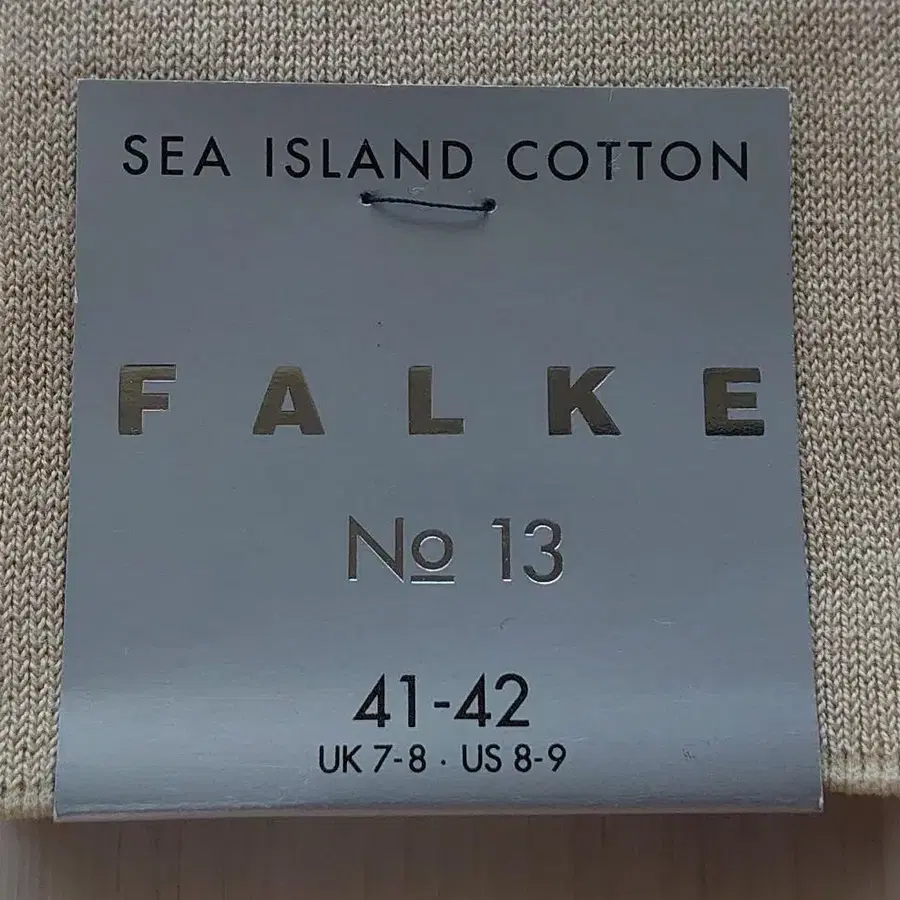 SEA ISLAND COTTON
FALKE
No 13
41-42
UK 7-8 · US 8-9